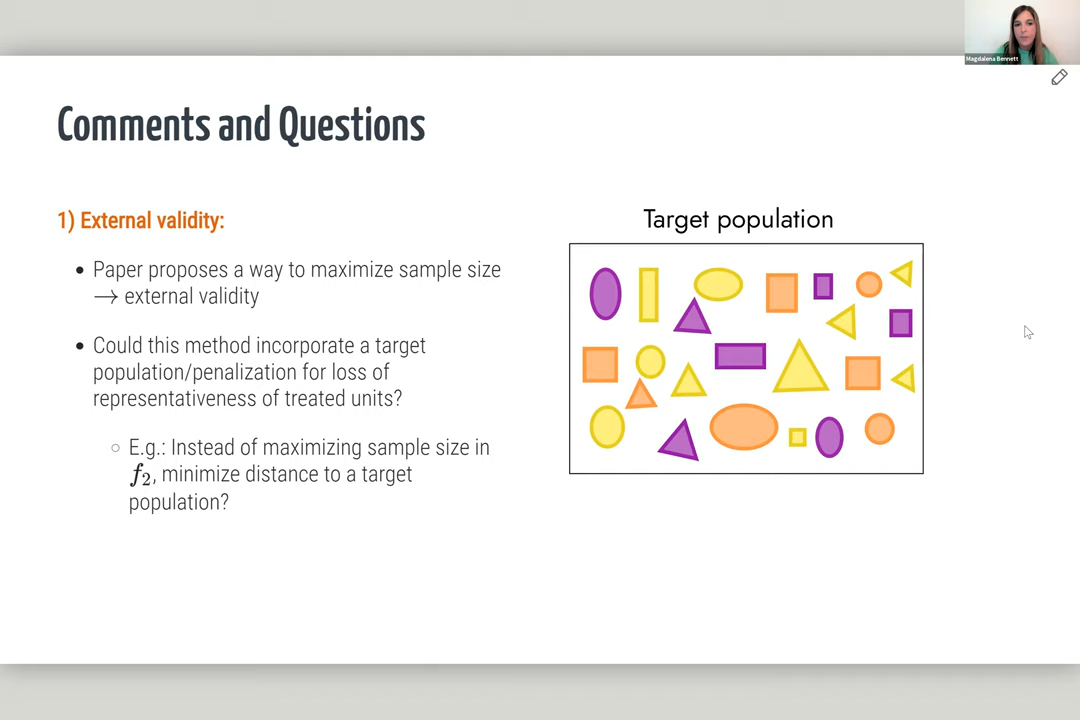 Magdalena Bennett
Comments and Questions
1) External validity:
• Paper proposes a way to maximize sample size
→ external validity
• Could this method incorporate a target
population/penalization for loss of
representativeness of treated units?
○ E.g.: Instead of maximizing sample size in
f₂, minimize distance to a target
population?
Target population